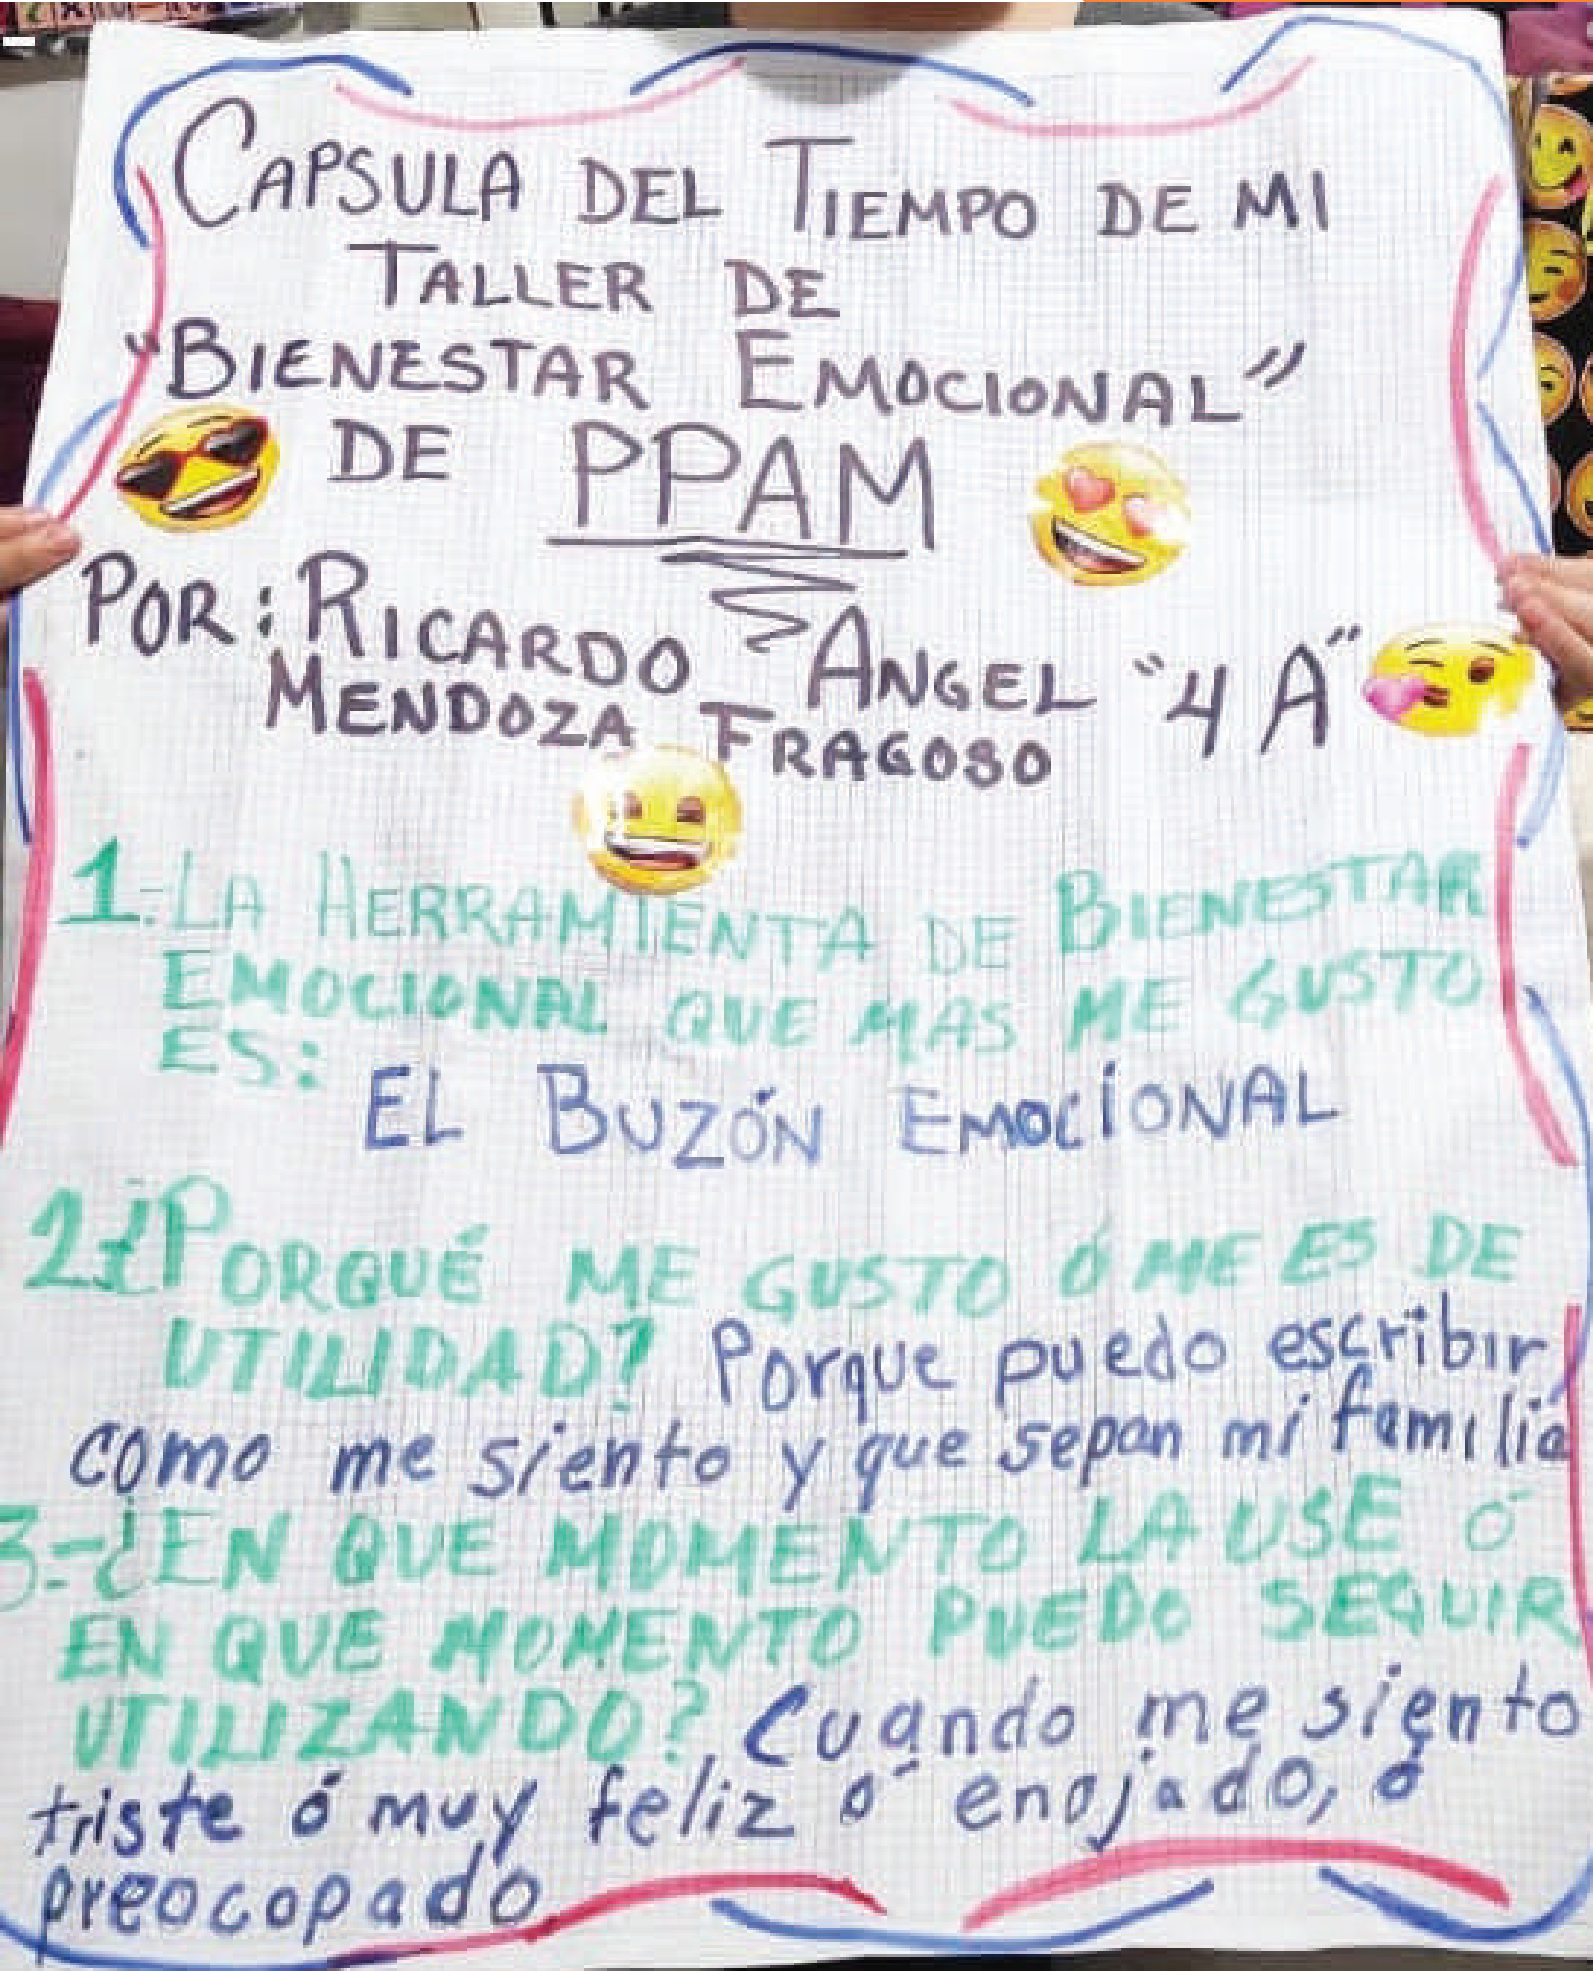 CAPSULA DEL TIEMPO DE MI
TALLER DE
"BIENESTAR EMOCIONAL"
DE PPAM
POR: RICARDO ANGEL "4 A"
MENDOZA FRAGOSO
1.-LA HERRAMIENTA DE BIENESTAR
EMOCIONAL QUE MAS ME GUSTO
ES:
EL BUZÓN EMOCIONAL
2.-¿PORQUÉ ME GUSTO Ó ME ES DE
UTILIDAD? Porque puedo escribir
como me siento y que sepan mi familia
3.-¿EN QUE MOMENTO LA USE Ó
EN QUE MOMENTO PUEDO SEGUIR
UTILIZANDO? Cuando me siento
triste ó muy feliz ó enojado, ó
preocopado